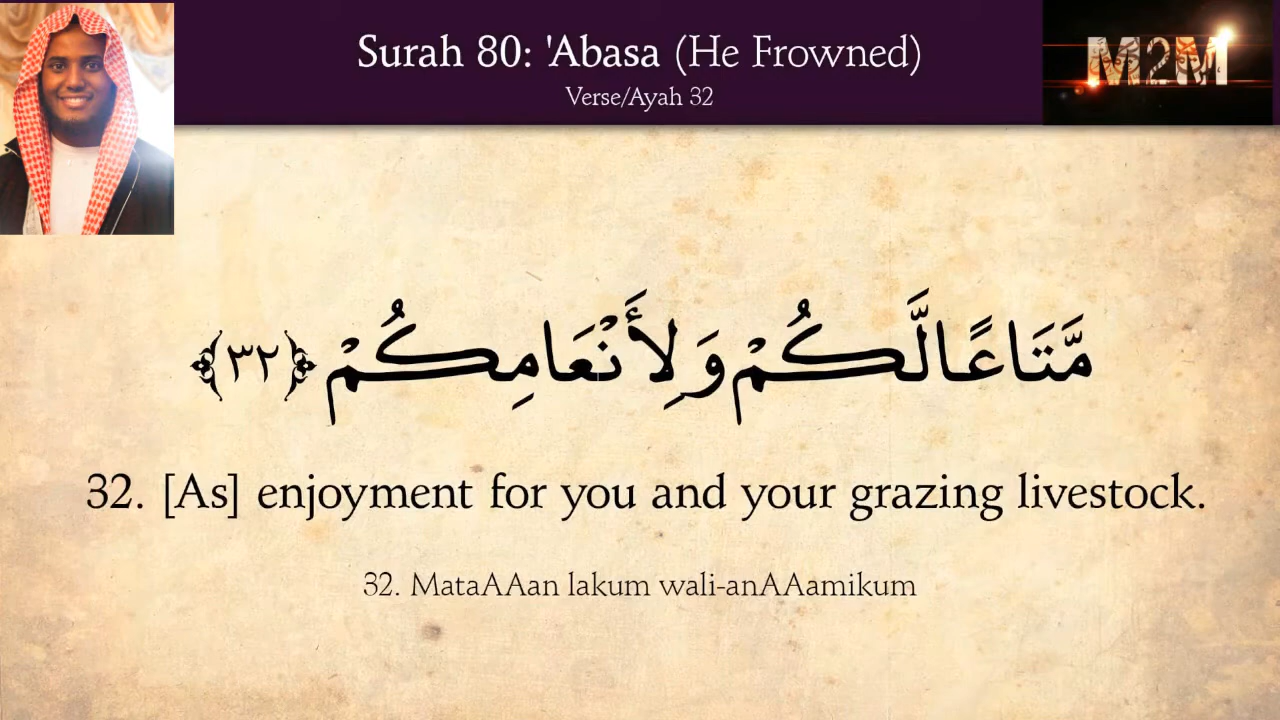 Surah 80: 'Abasa (He Frowned)
Verse/Ayah 32
M2M
مَّتَاعًا لَّكُمْ وَلِأَنْعَامِكُمْ ﴿٣٢﴾
32. [As] enjoyment for you and your grazing livestock.
32. MataAAan lakum wali-anAAamikum